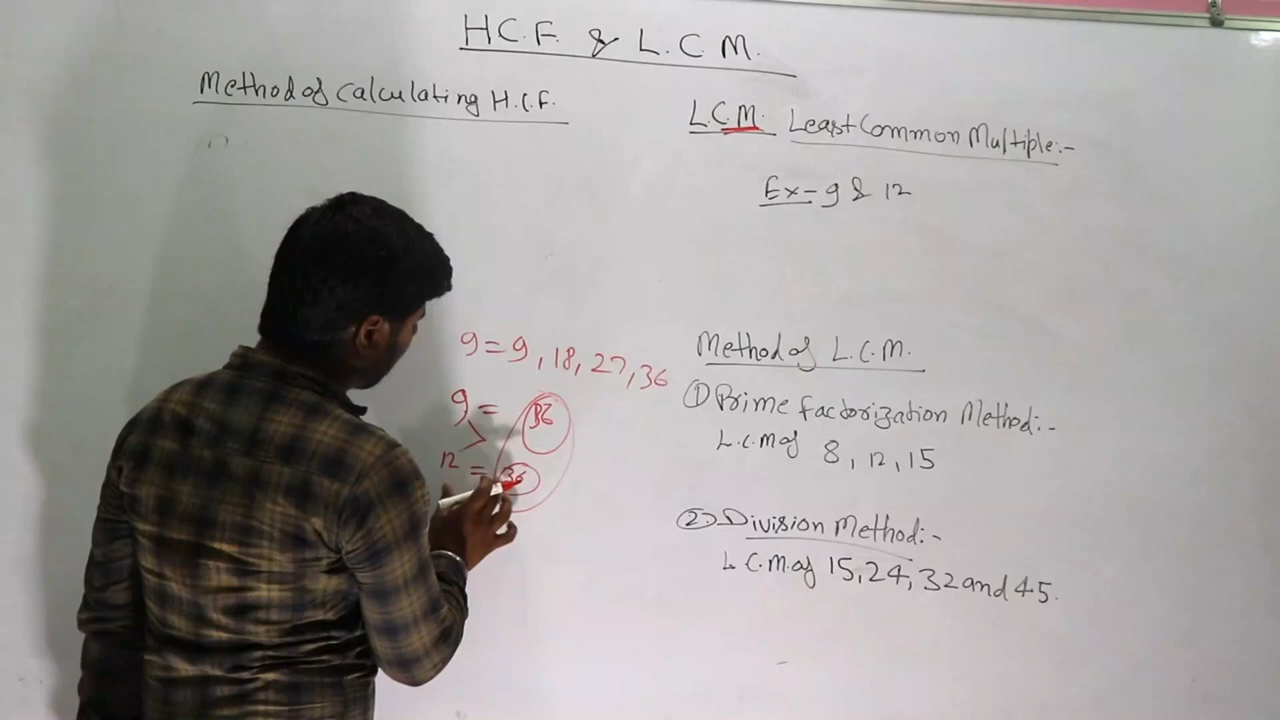 H.C.F. & L.C.M.
Method of Calculating H.C.F.
L.C.M. Least Common Multiple:-
Ex- 9 & 12
9 = 9, 18, 27, 36
9 = 36
12 = 36
Method of L.C.M.
① Prime factorization Method:-
L.C.M of 8, 12, 15
② Division Method:-
L.C.M. of 15, 24, 32 and 45.